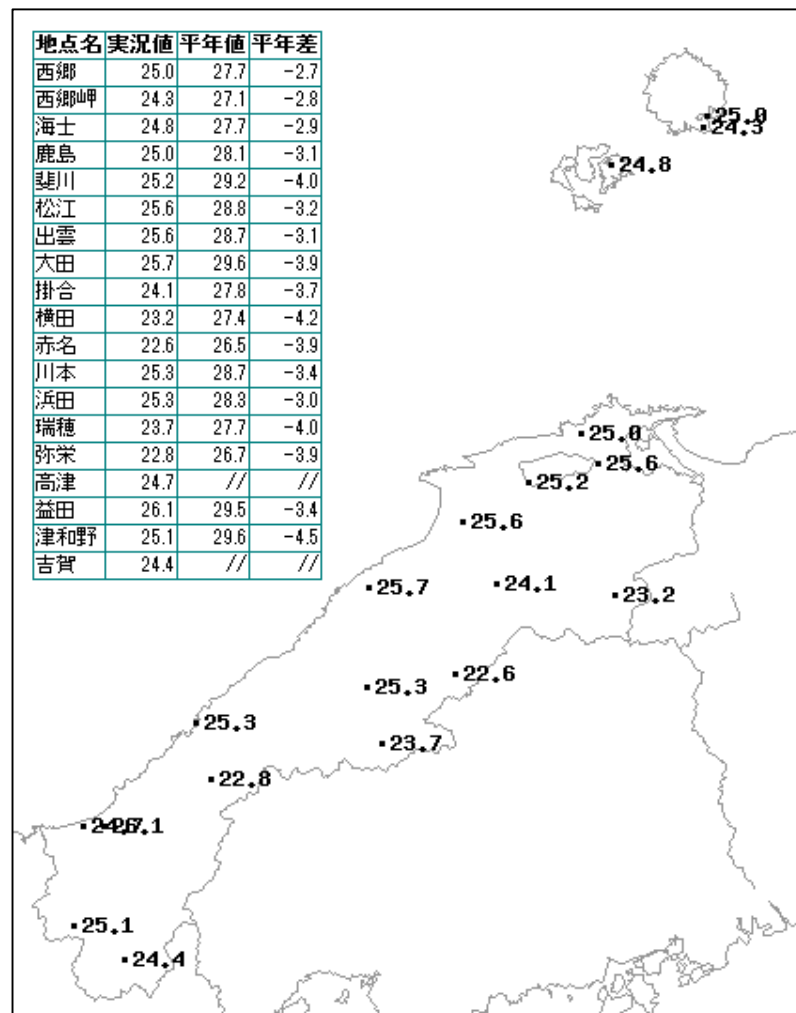 地点名 実況値 平年値 平年差
西郷 25.0 27.7 -2.7
西郷岬 24.3 27.1 -2.8
海士 24.8 27.7 -2.9
鹿島 25.0 28.1 -3.1
斐川 25.2 29.2 -4.0
松江 25.6 28.8 -3.2
出雲 25.6 28.7 -3.1
大田 25.7 29.6 -3.9
掛合 24.1 27.8 -3.7
横田 23.2 27.4 -4.2
赤名 22.6 26.5 -3.9
川本 25.3 28.7 -3.4
浜田 25.3 28.3 -3.0
瑞穂 23.7 27.7 -4.0
弥栄 22.8 26.7 -3.9
高津 24.7 // //
益田 26.1 29.5 -3.4
津和野 25.1 29.6 -4.5
吉賀 24.4 // //
25.0
24.3
24.8
25.0
25.6
25.2
25.6
25.7
24.1
23.2
22.6
25.3
25.3
23.7
22.8
24.7
26.1
25.1
24.4